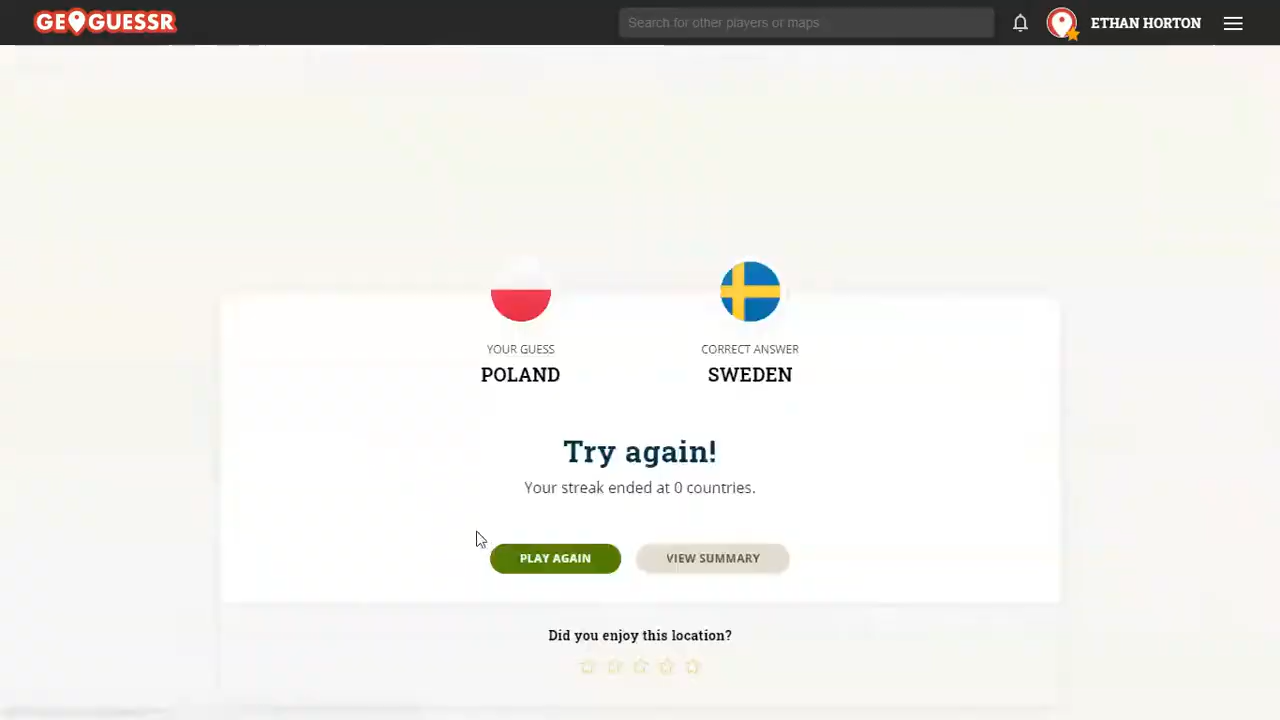 GEOGUESSR
Search for other players or maps
ETHAN HORTON
YOUR GUESS
POLAND
CORRECT ANSWER
SWEDEN
Try again!
Your streak ended at 0 countries.
PLAY AGAIN
VIEW SUMMARY
Did you enjoy this location?